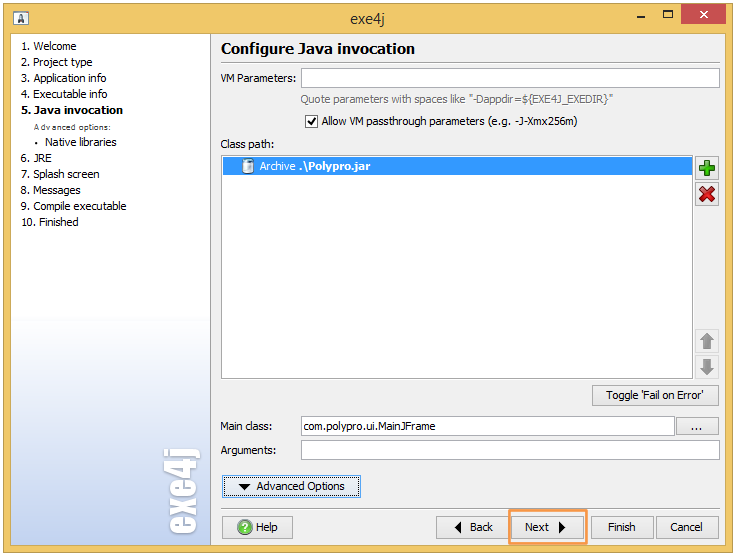 exe4j
1. Welcome
2. Project type
3. Application info
4. Executable info
5. Java invocation
Advanced options:
• Native libraries
6. JRE
7. Splash screen
8. Messages
9. Compile executable
10. Finished
exe4j
Configure Java invocation
VM Parameters:
Quote parameters with spaces like "-Dappdir=${EXE4J_EXEDIR}"
Allow VM passthrough parameters (e.g. -J-Xmx256m)
Class path:
Archive .\Polypro.jar
Toggle 'Fail on Error'
Main class: com.polypro.ui.MainJFrame ...
Arguments:
Advanced Options
Help Back Next Finish Cancel